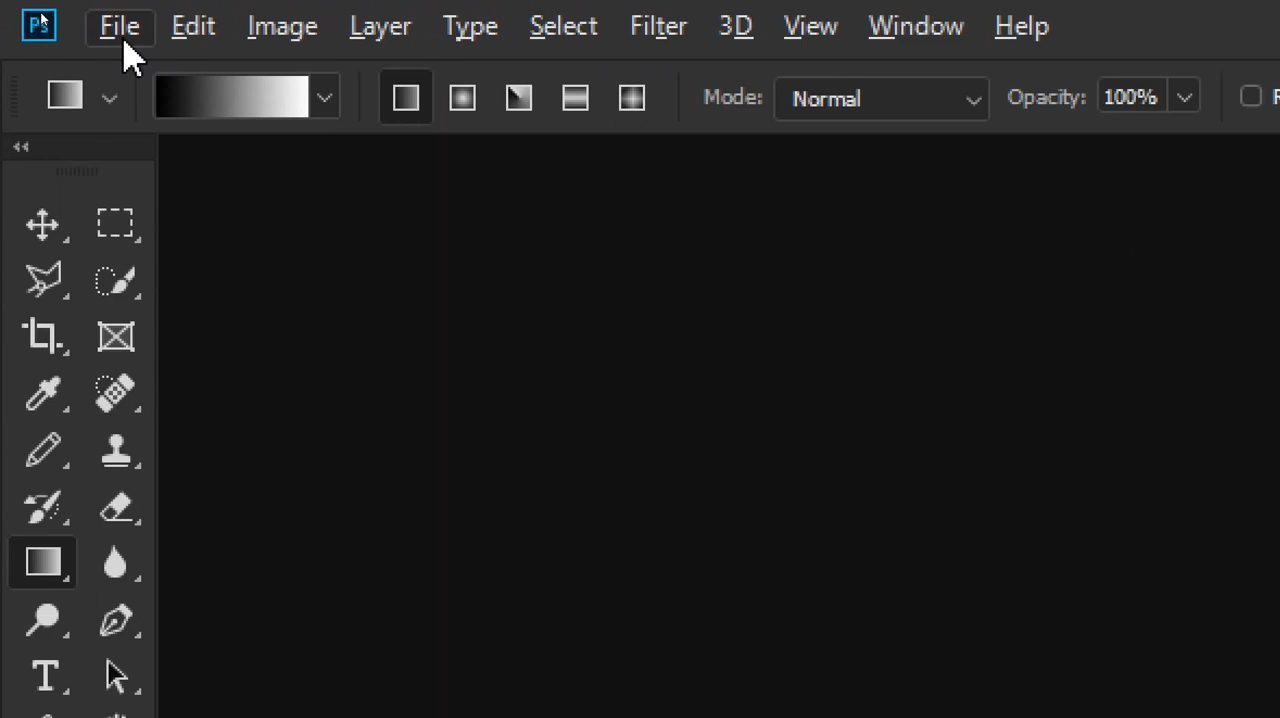 Ps File Edit Image Layer Type Select Filter 3D View Window Help
Mode: Normal Opacity: 100%